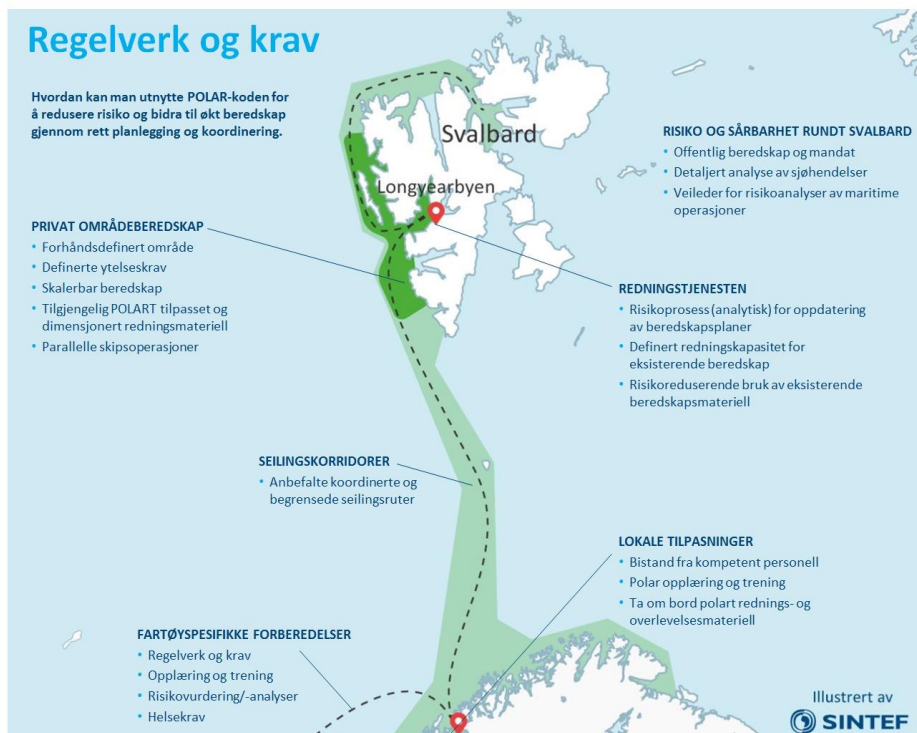 Regelverk og krav
Hvordan kan man utnytte POLAR-koden for
å redusere risiko og bidra til økt beredskap
gjennom rett planlegging og koordinering.
Svalbard
Longyearbyen
RISIKO OG SÅRBARHET RUNDT SVALBARD
• Offentlig beredskap og mandat
• Detaljert analyse av sjøhendelser
• Veileder for risikoanalyser av maritime
operasjoner
PRIVAT OMRÅDEBEREDSKAP
• Forhåndsdefinert område
• Definerte ytelseskrav
• Skalerbar beredskap
• Tilgjengelig POLART tilpasset og
dimensjonert redningsmateriell
• Parallelle skipsoperasjoner
REDNINGSTJENESTEN
• Risikoprosess (analytisk) for oppdatering
av beredskapsplaner
• Definert redningskapasitet for
eksisterende beredskap
• Risikoreduserende bruk av eksisterende
beredskapsmateriell
SEILINGSKORRIDORER
• Anbefalte koordinerte og
begrensede seilingsruter
LOKALE TILPASNINGER
• Bistand fra kompetent personell
• Polar opplæring og trening
• Ta om bord polart rednings- og
overlevelsesmateriell
FARTØYSPESIFIKKE FORBEREDELSER
• Regelverk og krav
• Opplæring og trening
• Risikovurdering/-analyser
• Helsekrav
Illustrert av
SINTEF